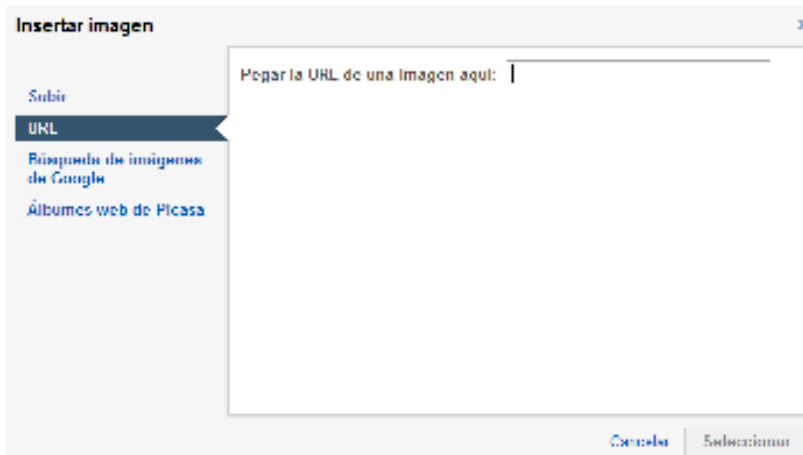 Insertar imagen
Pegar la URL de una imagen aquí:
Subir
URL
Búsqueda de imágenes
de Google
Álbumes web de Picasa
Cancelar
Seleccionar